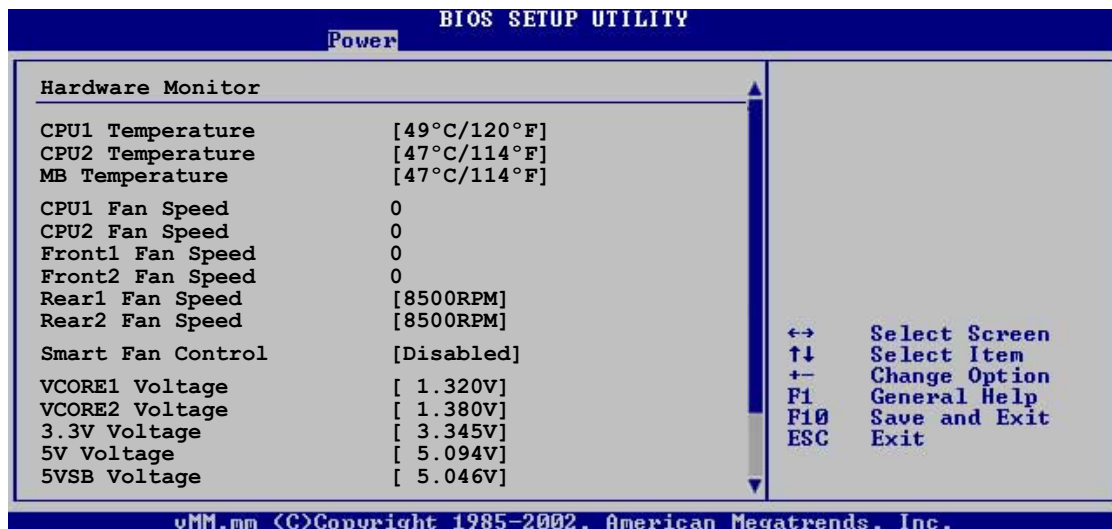 BIOS SETUP UTILITY
Power
Hardware Monitor
CPU1 Temperature [49°C/120°F]
CPU2 Temperature [47°C/114°F]
MB Temperature [47°C/114°F]
CPU1 Fan Speed 0
CPU2 Fan Speed 0
Front1 Fan Speed 0
Front2 Fan Speed 0
Rear1 Fan Speed [8500RPM]
Rear2 Fan Speed [8500RPM]
Smart Fan Control [Disabled]
VCORE1 Voltage [ 1.320V]
VCORE2 Voltage [ 1.380V]
3.3V Voltage [ 3.345V]
5V Voltage [ 5.094V]
5VSB Voltage [ 5.046V]
←→ Select Screen
↑↓ Select Item
+- Change Option
F1 General Help
F10 Save and Exit
ESC Exit
vMM.mm (C)Copyright 1985-2002, American Megatrends, Inc.